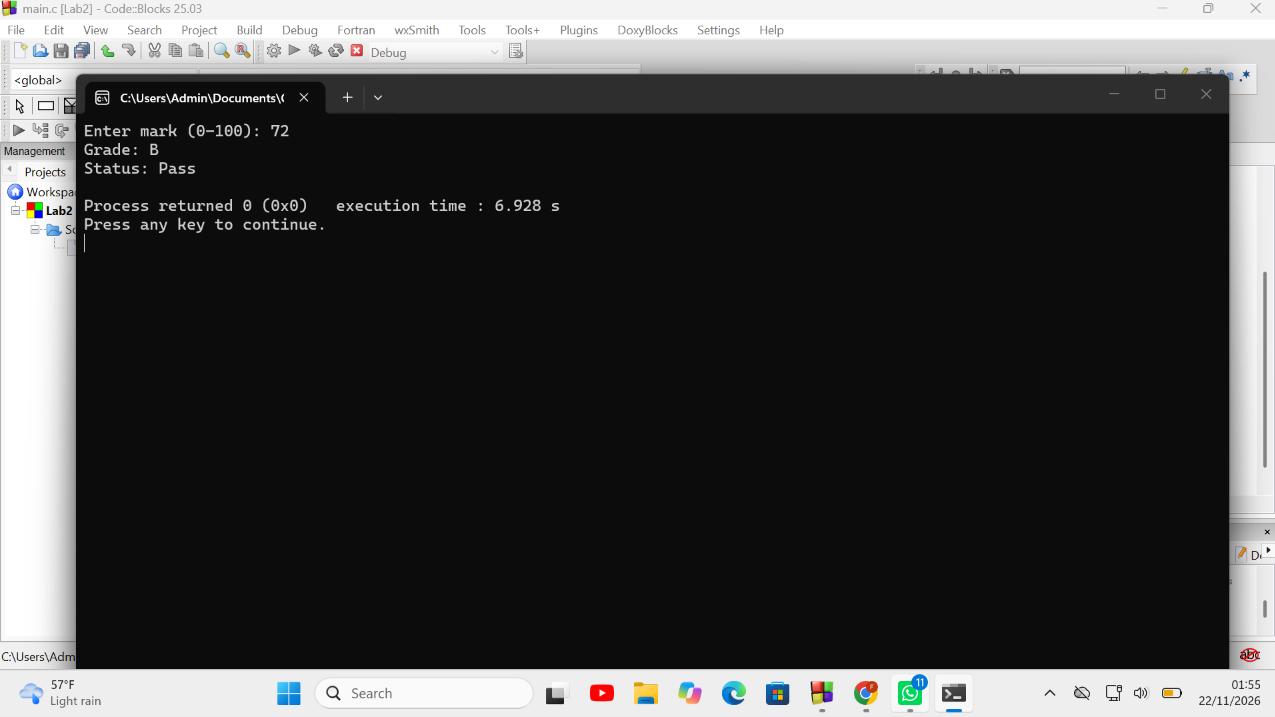 main.c [Lab2] - Code::Blocks 25.03
File Edit View Search Project Build Debug Fortran wxSmith Tools Tools+ Plugins DoxyBlocks Settings Help
Debug
<global>
C:\Users\Admin\Documents\
Enter mark (0-100): 72
Grade: B
Status: Pass
Process returned 0 (0x0)   execution time : 6.928 s
Press any key to continue.
Management
Projects
Lab2
C:\Users\Adm
abc
57°F
Light rain
Search
11
01:55
22/11/2026